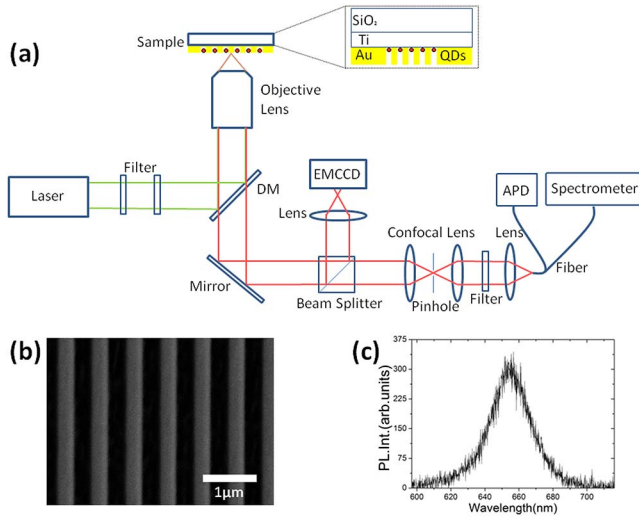 (a)
Sample
SiO₂
Ti
Au
QDs
Objective
Lens
Filter
Laser
DM
EMCCD
Lens
APD
Spectrometer
Confocal Lens
Lens
Fiber
Mirror
Beam Splitter
Pinhole
Filter
(b)
1μm
(c)
PL.Int.(arb.units)
375
300
225
150
75
0
600 620 640 660 680 700
Wavelength(nm)